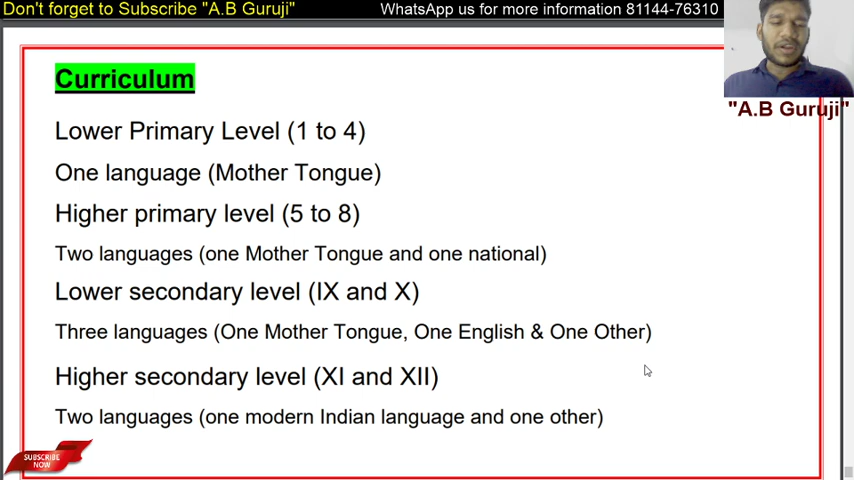 Don't forget to Subscribe "A.B Guruji"
WhatsApp us for more information 81144-76310
"A.B Guruji"
Curriculum
Lower Primary Level (1 to 4)
One language (Mother Tongue)
Higher primary level (5 to 8)
Two languages (one Mother Tongue and one national)
Lower secondary level (IX and X)
Three languages (One Mother Tongue, One English & One Other)
Higher secondary level (XI and XII)
Two languages (one modern Indian language and one other)
SUBSCRIBE
NOW